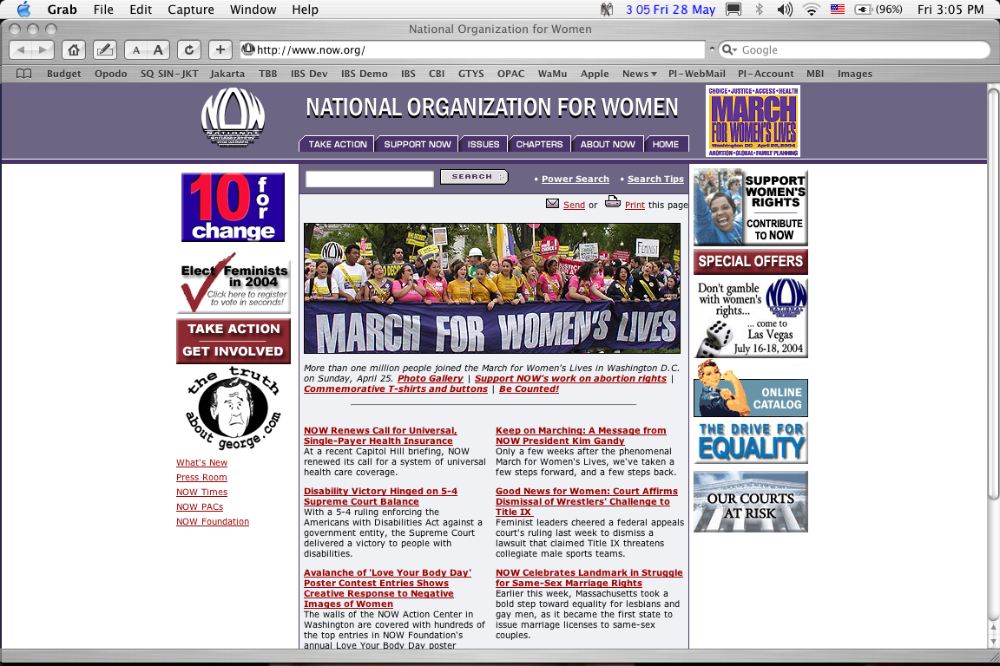 Grab File Edit Capture Window Help
3 05 Fri 28 May
(96%) Fri 3:05 PM
National Organization for Women
A A
http://www.now.org/
Google
Budget Opodo SQ SIN-JKT Jakarta TBB IBS Dev IBS Demo IBS CBI GTYS OPAC WaMu Apple News PI-WebMail PI-Account MBI Images
NOW
NATIONAL
ORGANIZATION
FOR WOMEN
NATIONAL ORGANIZATION FOR WOMEN
TAKE ACTION SUPPORT NOW ISSUES CHAPTERS ABOUT NOW HOME
CHOICE • JUSTICE • ACCESS • HEALTH
MARCH
FOR WOMEN'S LIVES
Washington DC April 25, 2004
ABORTION • GLOBAL • FAMILY PLANNING
10 for
change
Elect Feminists
in 2004
Click here to register
to vote in seconds!
TAKE ACTION
GET INVOLVED
the truth
about george.com
What's New
Press Room
NOW Times
NOW PACs
NOW Foundation
SEARCH
• Power Search • Search Tips
Send or Print this page
FEMINIST
MARCH FOR WOMEN'S LIVES
More than one million people joined the March for Women's Lives in Washington D.C.
on Sunday, April 25. Photo Gallery | Support NOW's work on abortion rights |
Commemorative T-shirts and buttons | Be Counted!
NOW Renews Call for Universal,
Single-Payer Health Insurance
At a recent Capitol Hill briefing, NOW
renewed its call for a system of universal
health care coverage.
Disability Victory Hinged on 5-4
Supreme Court Balance
With a 5-4 ruling enforcing the
Americans with Disabilities Act against a
government entity, the Supreme Court
delivered a victory to people with
disabilities.
Avalanche of 'Love Your Body Day'
Poster Contest Entries Shows
Creative Response to Negative
Images of Women
The walls of the NOW Action Center in
Washington are covered with hundreds of
the top entries in NOW Foundation's
annual Love Your Body Day poster
Keep on Marching: A Message from
NOW President Kim Gandy
Only a few weeks after the phenomenal
March for Women's Lives, we've taken a
few steps forward, and a few steps back.
Good News for Women: Court Affirms
Dismissal of Wrestlers' Challenge to
Title IX
Feminist leaders cheered a federal appeals
court's ruling last week to dismiss a
lawsuit that claimed Title IX threatens
collegiate male sports teams.
NOW Celebrates Landmark in Struggle
for Same-Sex Marriage Rights
Earlier this week, Massachusetts took a
bold step toward equality for lesbians and
gay men, as it became the first state to
issue marriage licenses to same-sex
couples.
SUPPORT
WOMEN'S
RIGHTS
CONTRIBUTE
TO NOW
SPECIAL OFFERS
Don't gamble
with women's
rights...
NOW
... come to
Las Vegas
July 16-18, 2004
ONLINE
CATALOG
THE DRIVE FOR
EQUALITY
OUR COURTS
AT RISK